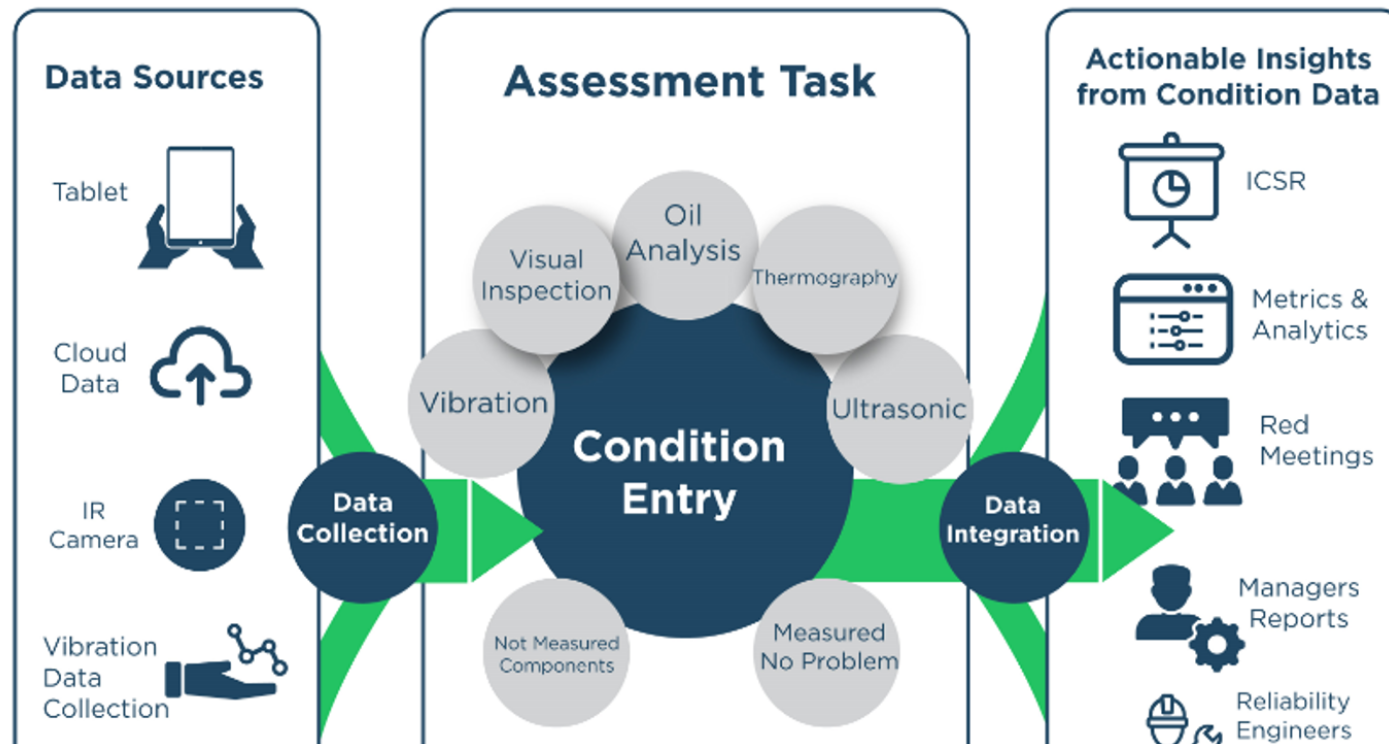 Data Sources
Tablet
Cloud
Data
IR
Camera
Vibration
Data
Collection
Data
Collection
Assessment Task
Oil
Analysis
Visual
Inspection
Thermography
Vibration
Ultrasonic
Condition
Entry
Not Measured
Components
Measured
No Problem
Data
Integration
Actionable Insights
from Condition Data
ICSR
Metrics &
Analytics
Red
Meetings
Managers
Reports
Reliability
Engineers